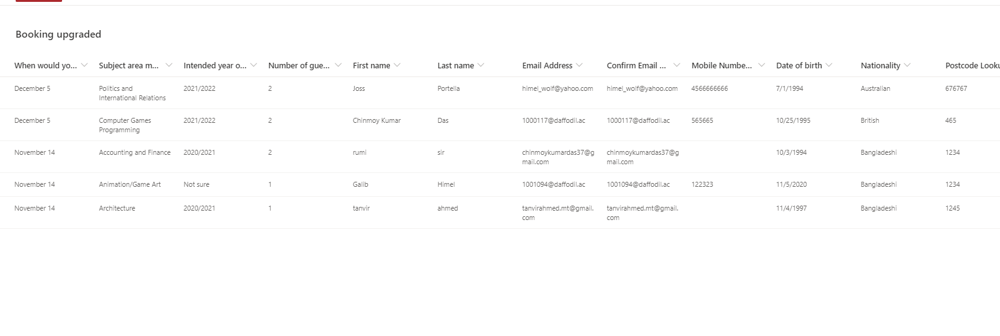 Booking upgraded
When would yo... Subject area m... Intended year o... Number of gue... First name Last name Email Address Confirm Email ... Mobile Numbe... Date of birth Nationality Postcode Looku
December 5 Politics and 2021/2022 2 Joss Portella himel_wolf@yahoo.com himel_wolf@yahoo.com 4566666666 7/1/1994 Australian 676767
International Relations
December 5 Computer Games 2021/2022 2 Chinmoy Kumar Das 1000117@daffodil.ac 1000117@daffodil.ac 565665 10/25/1995 British 465
Programming
November 14 Accounting and Finance 2020/2021 2 rumi sir chinmoykumardas37@g chinmoykumardas37@g 10/3/1994 Bangladeshi 1234
mail.com mail.com
November 14 Animation/Game Art Not sure 1 Galib Himel 1001094@daffodil.ac 1001094@daffodil.ac 122323 11/5/2020 Bangladeshi 1234
November 14 Architecture 2020/2021 1 tanvir ahmed tanvirahmed.mt@gmail. tanvirahmed.mt@gmail. 11/4/1997 Bangladeshi 1245
com com